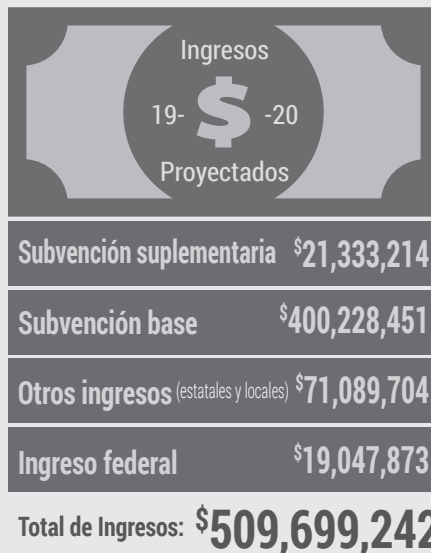 Ingresos
19- $ -20
Proyectados
Subvención suplementaria $21,333,214
Subvención base $400,228,451
Otros ingresos (estatales y locales) $71,089,704
Ingreso federal $19,047,873
Total de Ingresos: $509,699,242